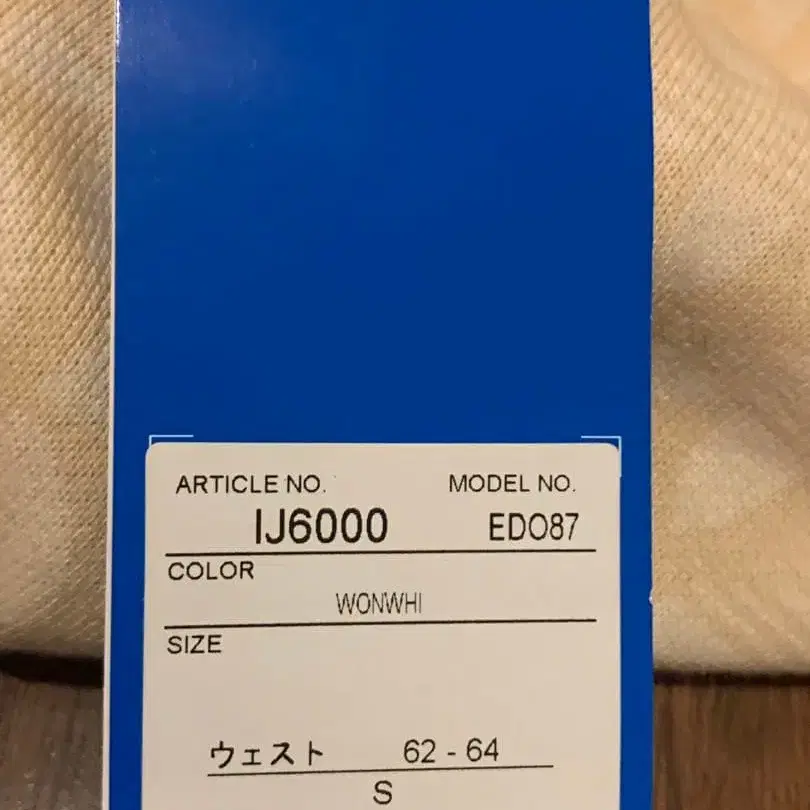 ARTICLE NO. MODEL NO.
IJ6000 EDO87
COLOR
WONWHI
SIZE
ウェスト 62 - 64
S